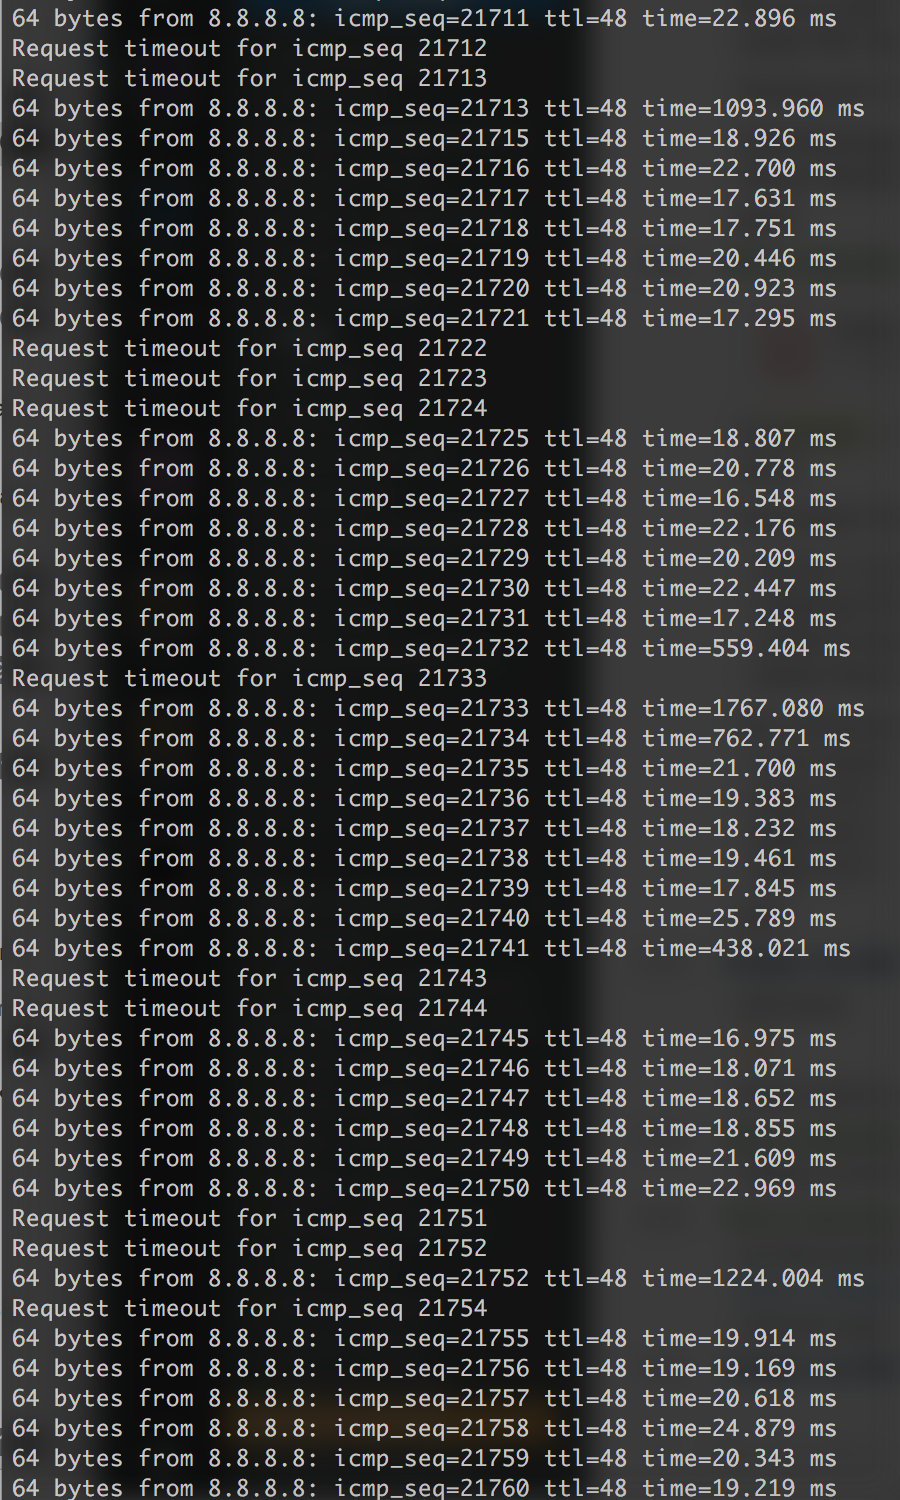 64 bytes from 8.8.8.8: icmp_seq=21711 ttl=48 time=22.896 ms
Request timeout for icmp_seq 21712
Request timeout for icmp_seq 21713
64 bytes from 8.8.8.8: icmp_seq=21713 ttl=48 time=1093.960 ms
64 bytes from 8.8.8.8: icmp_seq=21715 ttl=48 time=18.926 ms
64 bytes from 8.8.8.8: icmp_seq=21716 ttl=48 time=22.700 ms
64 bytes from 8.8.8.8: icmp_seq=21717 ttl=48 time=17.631 ms
64 bytes from 8.8.8.8: icmp_seq=21718 ttl=48 time=17.751 ms
64 bytes from 8.8.8.8: icmp_seq=21719 ttl=48 time=20.446 ms
64 bytes from 8.8.8.8: icmp_seq=21720 ttl=48 time=20.923 ms
64 bytes from 8.8.8.8: icmp_seq=21721 ttl=48 time=17.295 ms
Request timeout for icmp_seq 21722
Request timeout for icmp_seq 21723
Request timeout for icmp_seq 21724
64 bytes from 8.8.8.8: icmp_seq=21725 ttl=48 time=18.807 ms
64 bytes from 8.8.8.8: icmp_seq=21726 ttl=48 time=20.778 ms
64 bytes from 8.8.8.8: icmp_seq=21727 ttl=48 time=16.548 ms
64 bytes from 8.8.8.8: icmp_seq=21728 ttl=48 time=22.176 ms
64 bytes from 8.8.8.8: icmp_seq=21729 ttl=48 time=20.209 ms
64 bytes from 8.8.8.8: icmp_seq=21730 ttl=48 time=22.447 ms
64 bytes from 8.8.8.8: icmp_seq=21731 ttl=48 time=17.248 ms
64 bytes from 8.8.8.8: icmp_seq=21732 ttl=48 time=559.404 ms
Request timeout for icmp_seq 21733
64 bytes from 8.8.8.8: icmp_seq=21733 ttl=48 time=1767.080 ms
64 bytes from 8.8.8.8: icmp_seq=21734 ttl=48 time=762.771 ms
64 bytes from 8.8.8.8: icmp_seq=21735 ttl=48 time=21.700 ms
64 bytes from 8.8.8.8: icmp_seq=21736 ttl=48 time=19.383 ms
64 bytes from 8.8.8.8: icmp_seq=21737 ttl=48 time=18.232 ms
64 bytes from 8.8.8.8: icmp_seq=21738 ttl=48 time=19.461 ms
64 bytes from 8.8.8.8: icmp_seq=21739 ttl=48 time=17.845 ms
64 bytes from 8.8.8.8: icmp_seq=21740 ttl=48 time=25.789 ms
64 bytes from 8.8.8.8: icmp_seq=21741 ttl=48 time=438.021 ms
Request timeout for icmp_seq 21743
Request timeout for icmp_seq 21744
64 bytes from 8.8.8.8: icmp_seq=21745 ttl=48 time=16.975 ms
64 bytes from 8.8.8.8: icmp_seq=21746 ttl=48 time=18.071 ms
64 bytes from 8.8.8.8: icmp_seq=21747 ttl=48 time=18.652 ms
64 bytes from 8.8.8.8: icmp_seq=21748 ttl=48 time=18.855 ms
64 bytes from 8.8.8.8: icmp_seq=21749 ttl=48 time=21.609 ms
64 bytes from 8.8.8.8: icmp_seq=21750 ttl=48 time=22.969 ms
Request timeout for icmp_seq 21751
Request timeout for icmp_seq 21752
64 bytes from 8.8.8.8: icmp_seq=21752 ttl=48 time=1224.004 ms
Request timeout for icmp_seq 21754
64 bytes from 8.8.8.8: icmp_seq=21755 ttl=48 time=19.914 ms
64 bytes from 8.8.8.8: icmp_seq=21756 ttl=48 time=19.169 ms
64 bytes from 8.8.8.8: icmp_seq=21757 ttl=48 time=20.618 ms
64 bytes from 8.8.8.8: icmp_seq=21758 ttl=48 time=24.879 ms
64 bytes from 8.8.8.8: icmp_seq=21759 ttl=48 time=20.343 ms
64 bytes from 8.8.8.8: icmp_seq=21760 ttl=48 time=19.219 ms